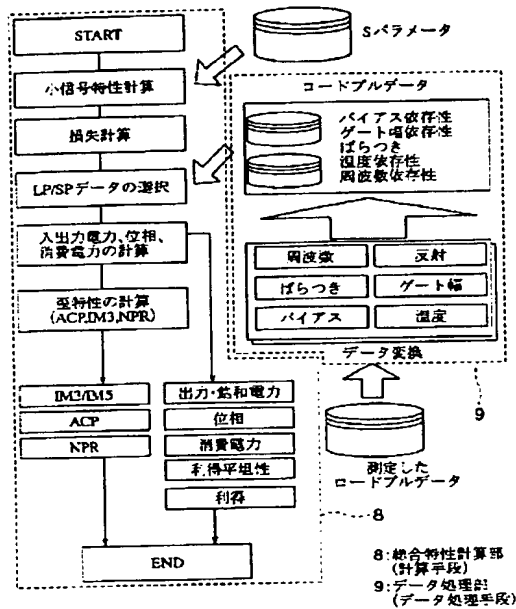 START
小信号特性計算
損失計算
LP/SPデータの選択
入出力電力、位相、
消費電力の計算
歪特性の計算
(ACP,IM3,NPR)
IM3/IM5
ACP
NPR
出力・飽和電力
位相
消費電力
利得平坦性
利得
END
Sパラメータ
ロードプルデータ
バイアス依存性
ゲート幅依存性
ばらつき
温度依存性
周波数依存性
周波数
反射
ばらつき
ゲート幅
バイアス
温度
データ変換
9
測定した
ロードプルデータ
8
8:総合特性計算部
(計算手段)
9:データ処理部
(データ処理手段)